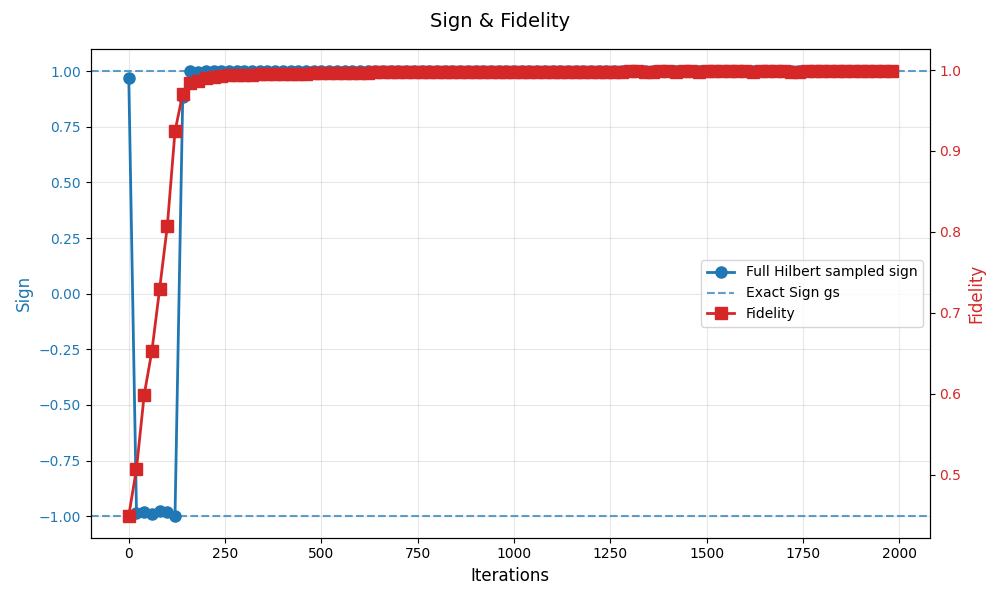 Sign & Fidelity
1.00
0.75
0.50
0.25
0.00
−0.25
−0.50
−0.75
−1.00
Sign
1.0
0.9
0.8
0.7
0.6
0.5
Fidelity
Full Hilbert sampled sign
Exact Sign gs
Fidelity
0 250 500 750 1000 1250 1500 1750 2000
Iterations